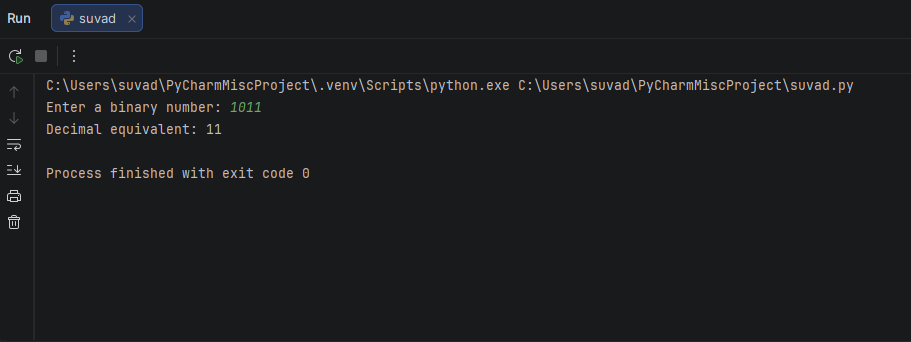 Run suvad
C:\Users\suvad\PyCharmMiscProject\.venv\Scripts\python.exe C:\Users\suvad\PyCharmMiscProject\suvad.py
Enter a binary number: 1011
Decimal equivalent: 11
Process finished with exit code 0